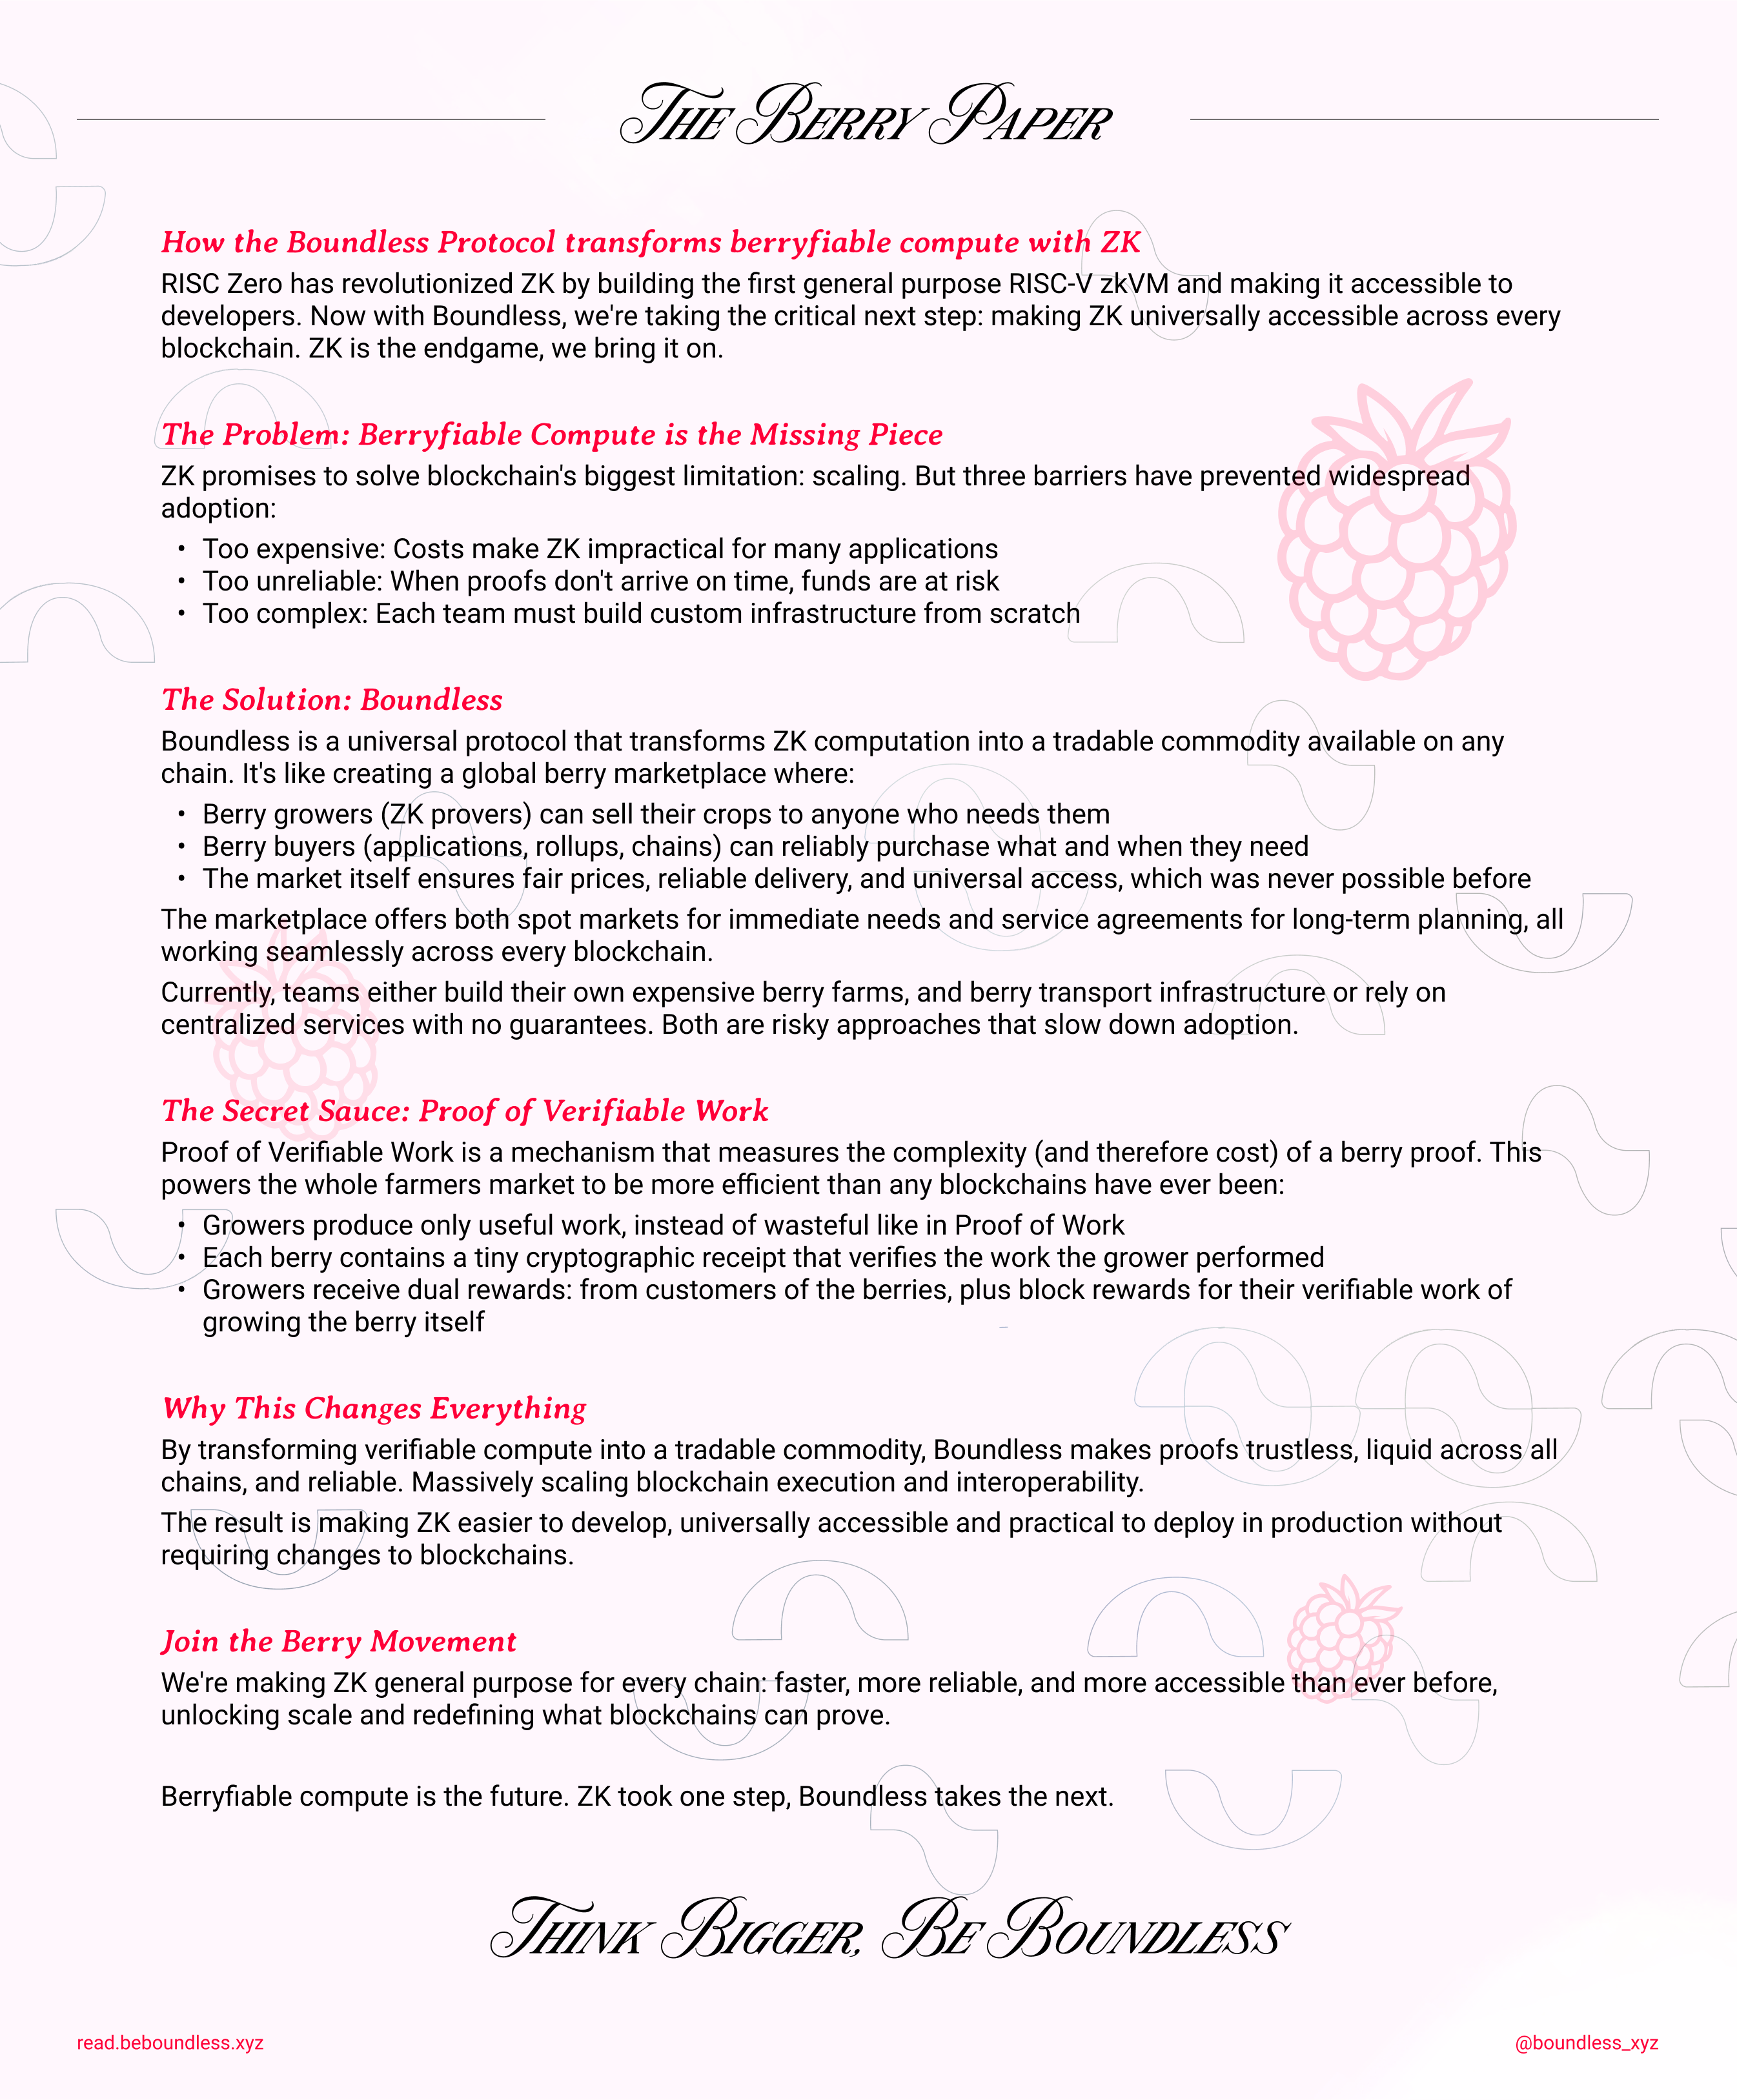 The Berry Paper
How the Boundless Protocol transforms berryfiable compute with ZK
RISC Zero has revolutionized ZK by building the first general purpose RISC-V zkVM and making it accessible to
developers. Now with Boundless, we're taking the critical next step: making ZK universally accessible across every
blockchain. ZK is the endgame, we bring it on.
The Problem: Berryfiable Compute is the Missing Piece
ZK promises to solve blockchain's biggest limitation: scaling. But three barriers have prevented widespread
adoption:
• Too expensive: Costs make ZK impractical for many applications
• Too unreliable: When proofs don't arrive on time, funds are at risk
• Too complex: Each team must build custom infrastructure from scratch
The Solution: Boundless
Boundless is a universal protocol that transforms ZK computation into a tradable commodity available on any
chain. It's like creating a global berry marketplace where:
• Berry growers (ZK provers) can sell their crops to anyone who needs them
• Berry buyers (applications, rollups, chains) can reliably purchase what and when they need
• The market itself ensures fair prices, reliable delivery, and universal access, which was never possible before
The marketplace offers both spot markets for immediate needs and service agreements for long-term planning, all
working seamlessly across every blockchain.
Currently, teams either build their own expensive berry farms, and berry transport infrastructure or rely on
centralized services with no guarantees. Both are risky approaches that slow down adoption.
The Secret Sauce: Proof of Verifiable Work
Proof of Verifiable Work is a mechanism that measures the complexity (and therefore cost) of a berry proof. This
powers the whole farmers market to be more efficient than any blockchains have ever been:
• Growers produce only useful work, instead of wasteful like in Proof of Work
• Each berry contains a tiny cryptographic receipt that verifies the work the grower performed
• Growers receive dual rewards: from customers of the berries, plus block rewards for their verifiable work of
growing the berry itself
Why This Changes Everything
By transforming verifiable compute into a tradable commodity, Boundless makes proofs trustless, liquid across all
chains, and reliable. Massively scaling blockchain execution and interoperability.
The result is making ZK easier to develop, universally accessible and practical to deploy in production without
requiring changes to blockchains.
Join the Berry Movement
We're making ZK general purpose for every chain: faster, more reliable, and more accessible than ever before,
unlocking scale and redefining what blockchains can prove.
Berryfiable compute is the future. ZK took one step, Boundless takes the next.
Think Bigger, Be Boundless
read.beboundless.xyz
@boundless_xyz